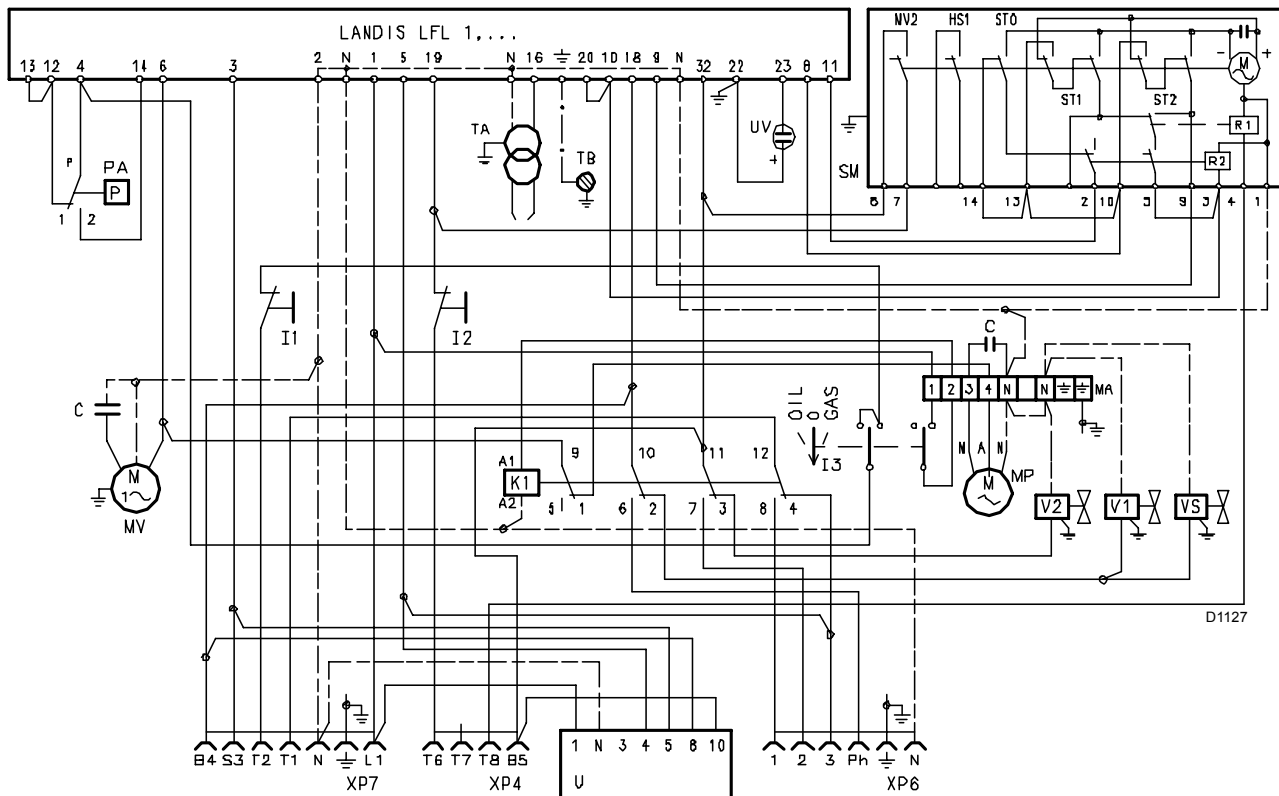 LANDIS LFL 1,...
NV2 HS1 ST0
- M +
13 12 4 14 6 3 2 N 1 5 19 N 16 20 10 18 9 N 32 22 23 8 11
ST1 ST2
TA UV + R1
P PA TB R2
P SM
1 2
6 7 14 13 2 10 5 9 3 4 1
I1 I2 C
1 2 3 4 N N MA
C OIL 0 GAS
N A N
9 10 11 12 I3
M 1 A1 K1 A2 M MP
5 1 6 2 7 3 8 4 V2 V1 VS
MV
D1127
1 N 3 4 5 8 10 1 2 3 Ph N
B4 S3 T2 T1 N L1 T6 T7 T8 B5
XP7 XP4 U XP6